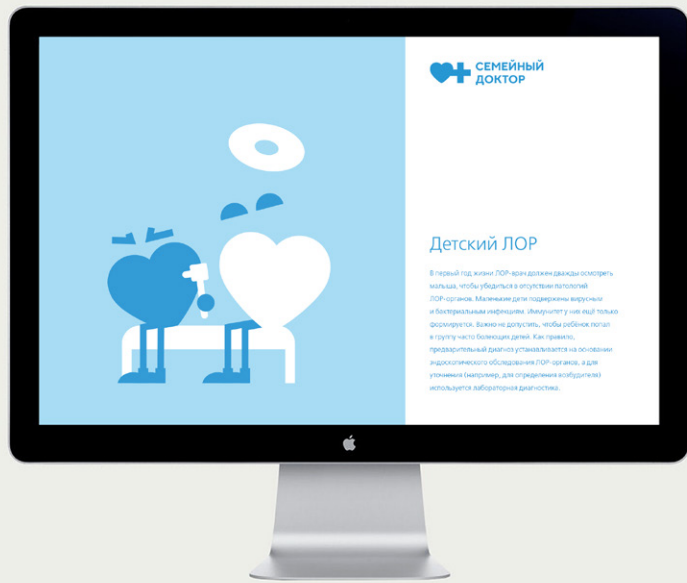 СЕМЕЙНЫЙ
ДОКТОР
Детский ЛОР
В первый год жизни ЛОР-врач должен дважды осмотреть
малыша, чтобы убедиться в отсутствии патологий
ЛОР-органов. Маленькие дети подвержены вирусным
и бактериальным инфекциям. Иммунитет у них ещё только
формируется. Важно не допустить, чтобы ребёнок попал
в группу часто болеющих детей. Как правило,
предварительный диагноз устанавливается на основании
эндоскопического обследования ЛОР-органов, а для
уточнения (например, для определения возбудителя)
используется лабораторная диагностика.